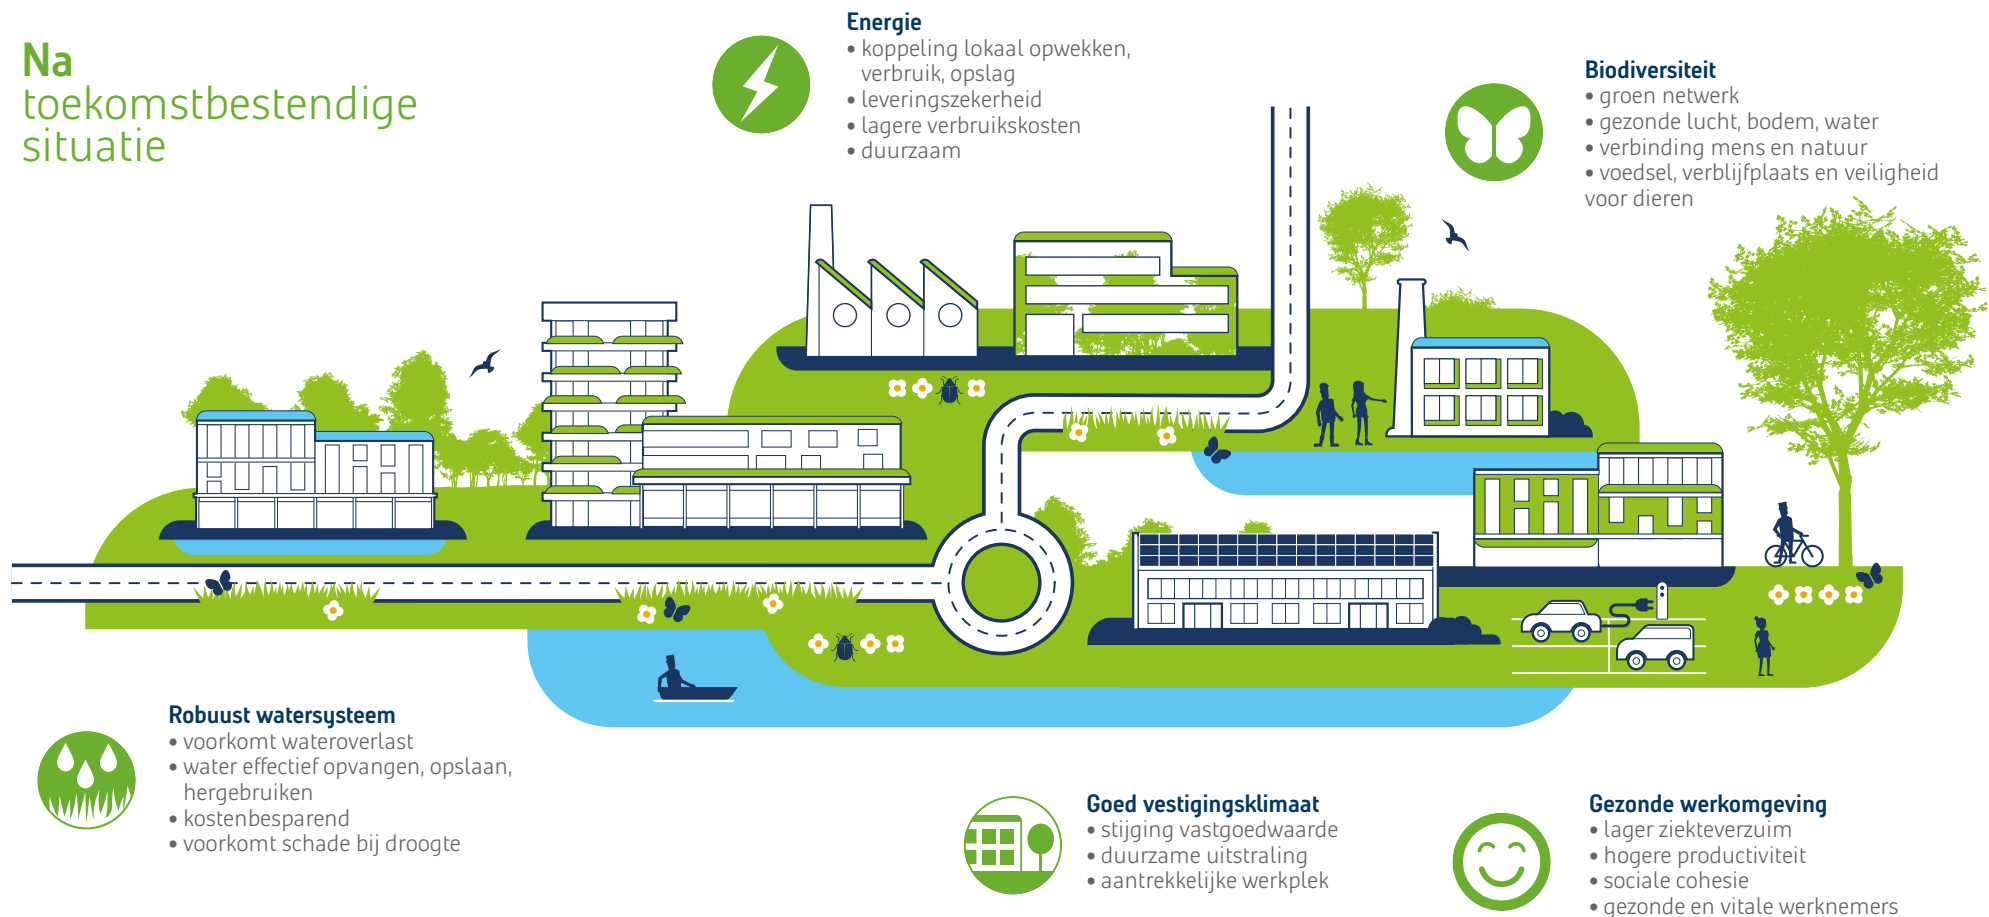 Na
toekomstbestendige
situatie
Energie
• koppeling lokaal opwekken,
verbruik, opslag
• leveringszekerheid
• lagere verbruikskosten
• duurzaam
Biodiversiteit
• groen netwerk
• gezonde lucht, bodem, water
• verbinding mens en natuur
• voedsel, verblijfplaats en veiligheid
voor dieren
Robuust watersysteem
• voorkomt wateroverlast
• water effectief opvangen, opslaan,
hergebruiken
• kostenbesparend
• voorkomt schade bij droogte
Goed vestigingsklimaat
• stijging vastgoedwaarde
• duurzame uitstraling
• aantrekkelijke werkplek
Gezonde werkomgeving
• lager ziekteverzuim
• hogere productiviteit
• sociale cohesie
• gezonde en vitale werknemers